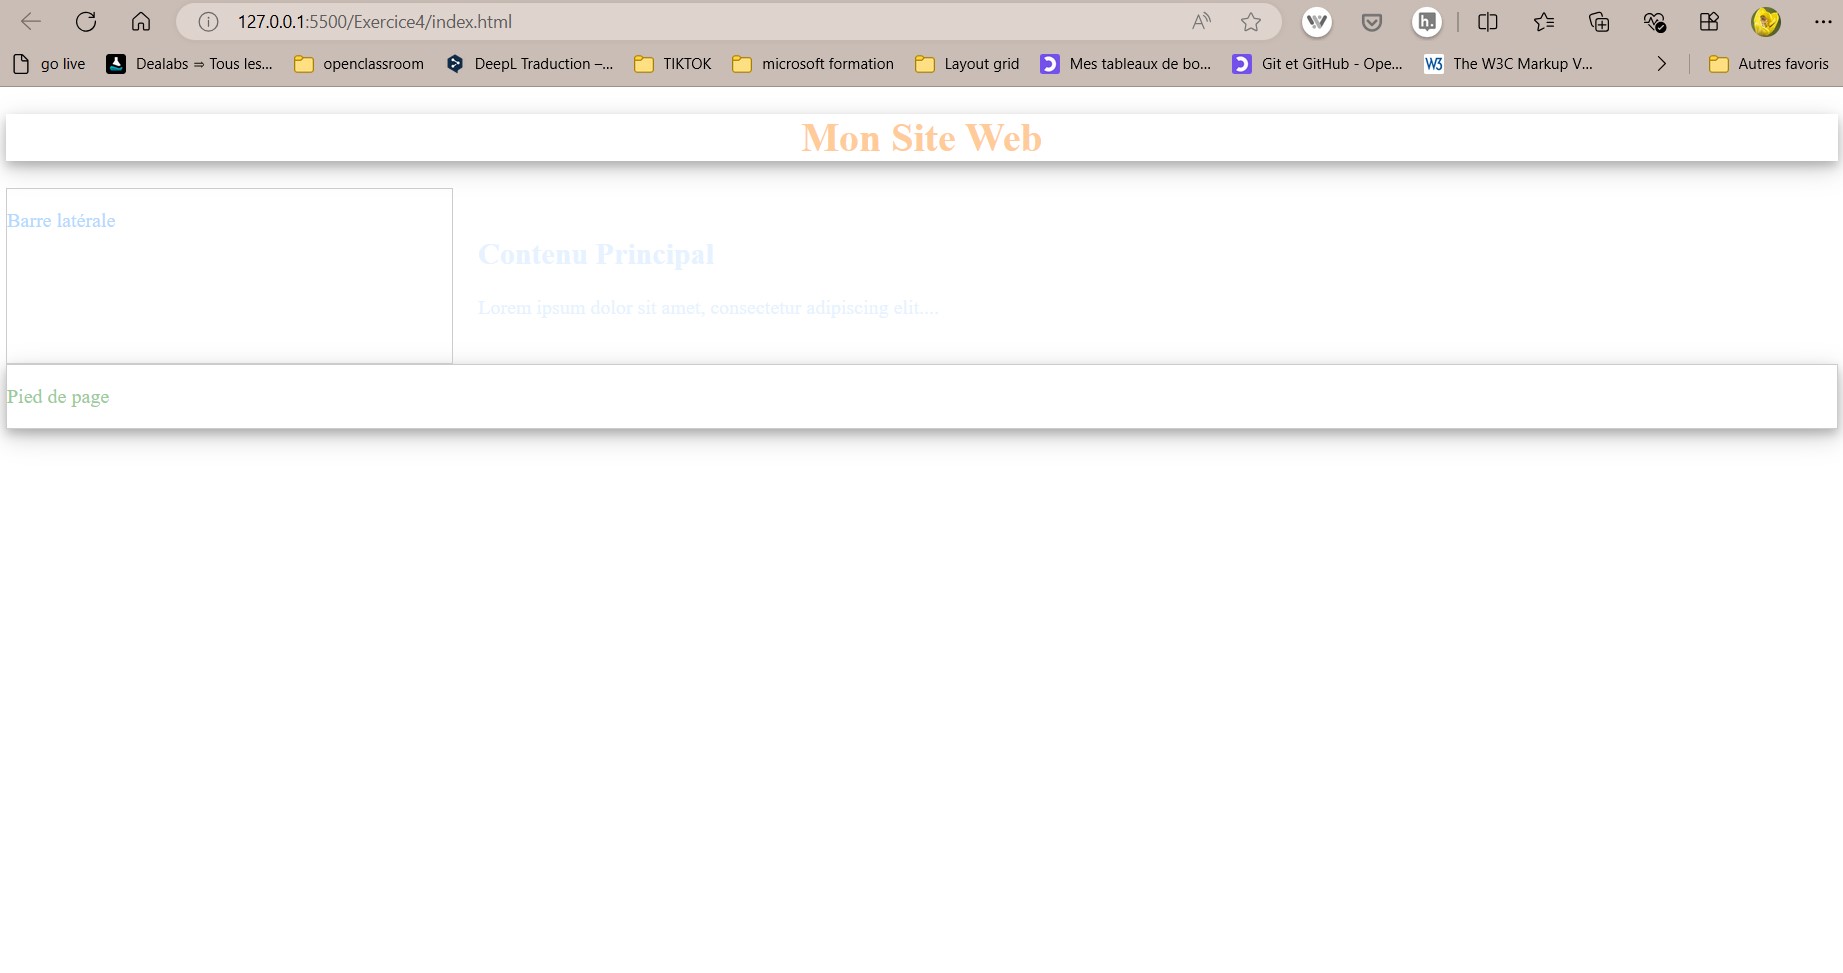 127.0.0.1:5500/Exercice4/index.html
go live Dealabs ⇒ Tous les... openclassroom DeepL Traduction –... TIKTOK microsoft formation Layout grid Mes tableaux de bo... Git et GitHub - Ope... W3 The W3C Markup V... Autres favoris
Mon Site Web
Barre latérale
Contenu Principal
Lorem ipsum dolor sit amet, consectetur adipiscing elit....
Pied de page